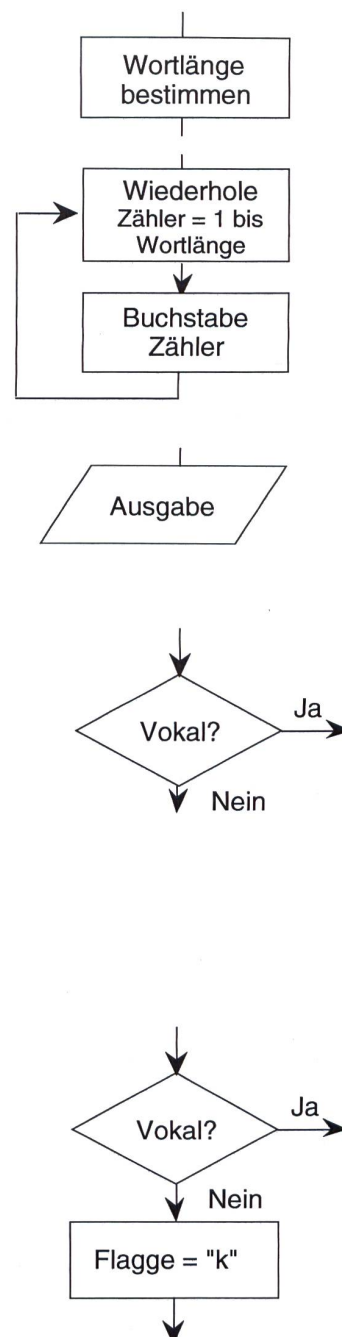 Wortlänge
bestimmen
Wiederhole
Zähler = 1 bis
Wortlänge
Buchstabe
Zähler
Ausgabe
Vokal?
Ja
Nein
Vokal?
Ja
Nein
Flagge = "k"